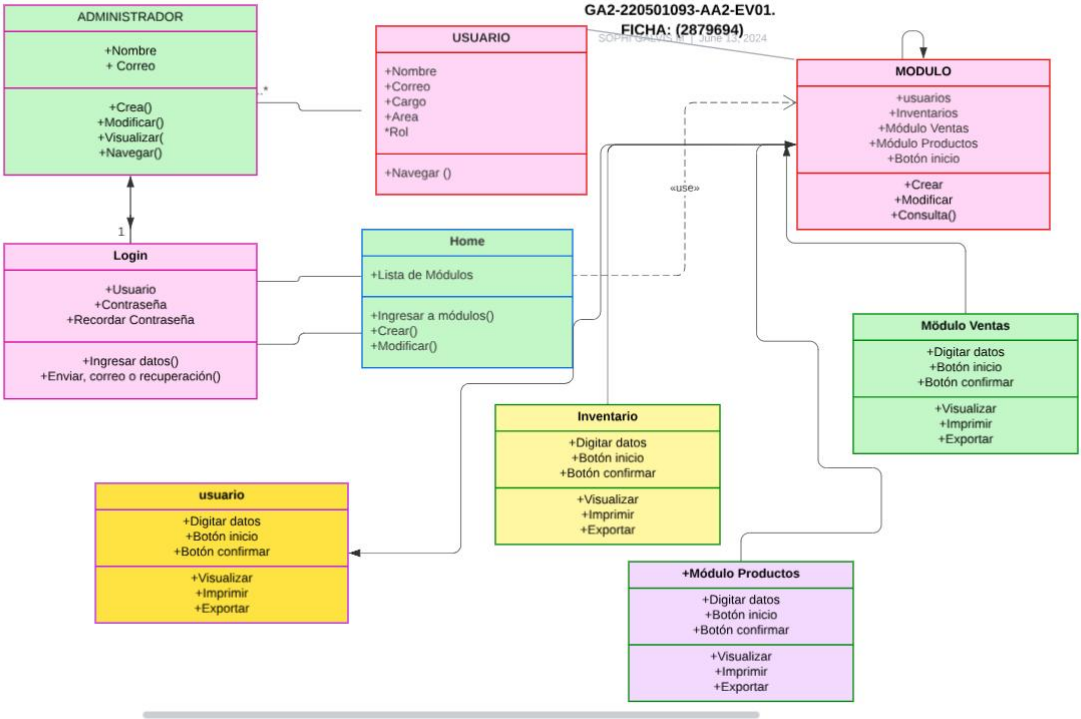 GA2-220501093-AA2-EV01.
FICHA: (2879694)
June 13, 2024
ADMINISTRADOR
+Nombre
+ Correo
+Crea()
+Modificar()
+Visualizar(
+Navegar()
..*
USUARIO
+Nombre
+Correo
+Cargo
+Area
*Rol
+Navegar ()
MODULO
+usuarios
+Inventarios
+Módulo Ventas
+Módulo Productos
+Botón inicio
+Crear
+Modificar
+Consulta()
«use»
1
Login
+Usuario
+Contraseña
+Recordar Contraseña
+Ingresar datos()
+Enviar, correo o recuperación()
Home
+Lista de Módulos
+Ingresar a módulos()
+Crear()
+Modificar()
Mödulo Ventas
+Digitar datos
+Botón inicio
+Botón confirmar
+Visualizar
+Imprimir
+Exportar
Inventario
+Digitar datos
+Botón inicio
+Botón confirmar
+Visualizar
+Imprimir
+Exportar
usuario
+Digitar datos
+Botón inicio
+Botón confirmar
+Visualizar
+Imprimir
+Exportar
+Módulo Productos
+Digitar datos
+Botón inicio
+Botón confirmar
+Visualizar
+Imprimir
+Exportar